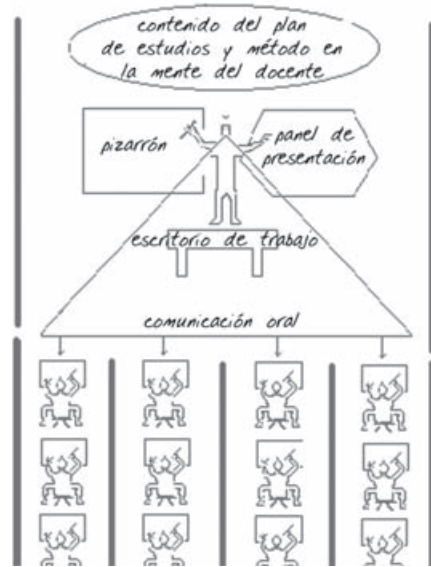 contenido del plan
de estudios y método en
la mente del docente
pizarrón
panel de
presentación
escritorio de trabajo
comunicación oral